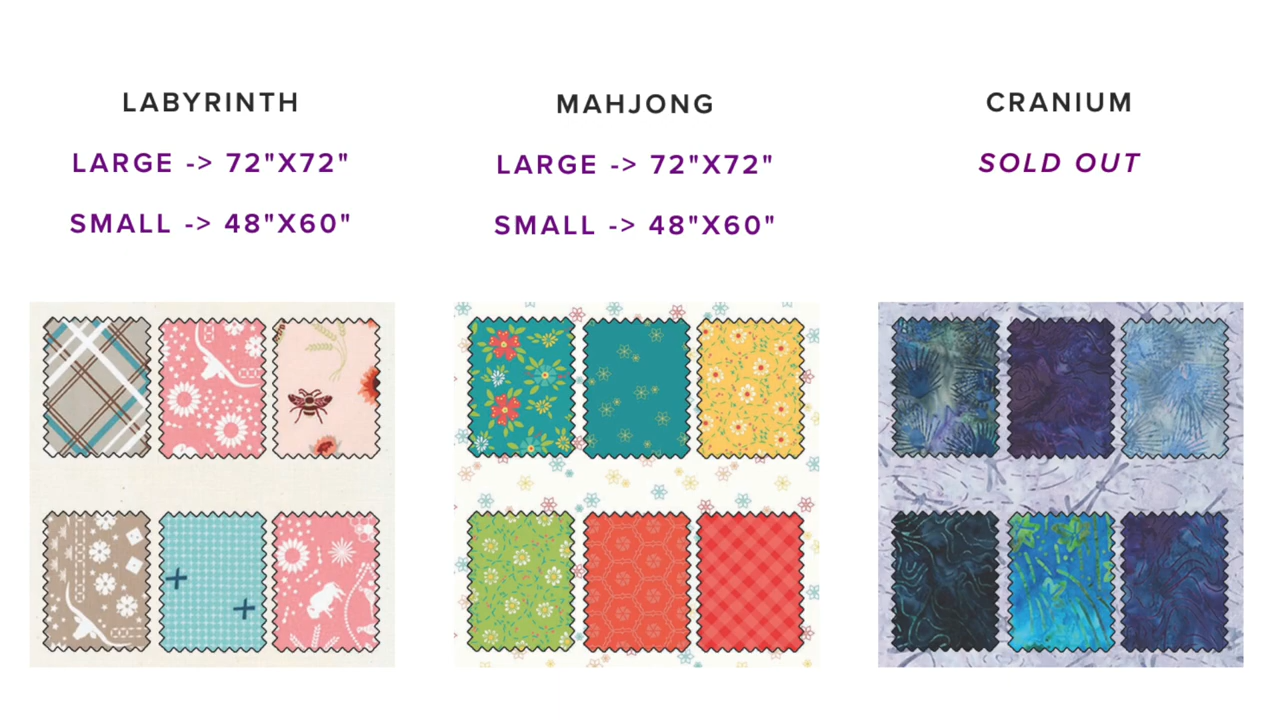 LABYRINTH
LARGE -> 72"X72"
SMALL -> 48"X60"
MAHJONG
LARGE -> 72"X72"
SMALL -> 48"X60"
CRANIUM
SOLD OUT